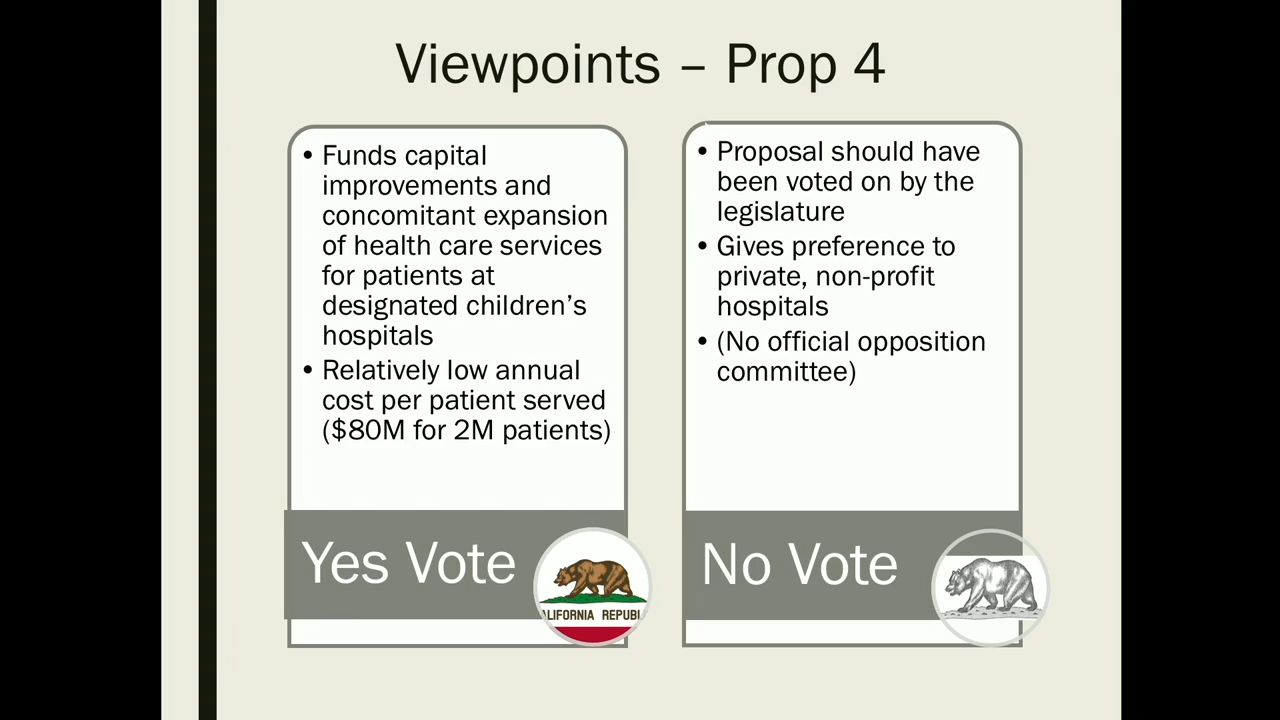 Viewpoints – Prop 4
• Funds capital
improvements and
concomitant expansion
of health care services
for patients at
designated children's
hospitals
• Relatively low annual
cost per patient served
($80M for 2M patients)
Yes Vote
ALIFORNIA REPUBL
• Proposal should have
been voted on by the
legislature
• Gives preference to
private, non-profit
hospitals
• (No official opposition
committee)
No Vote